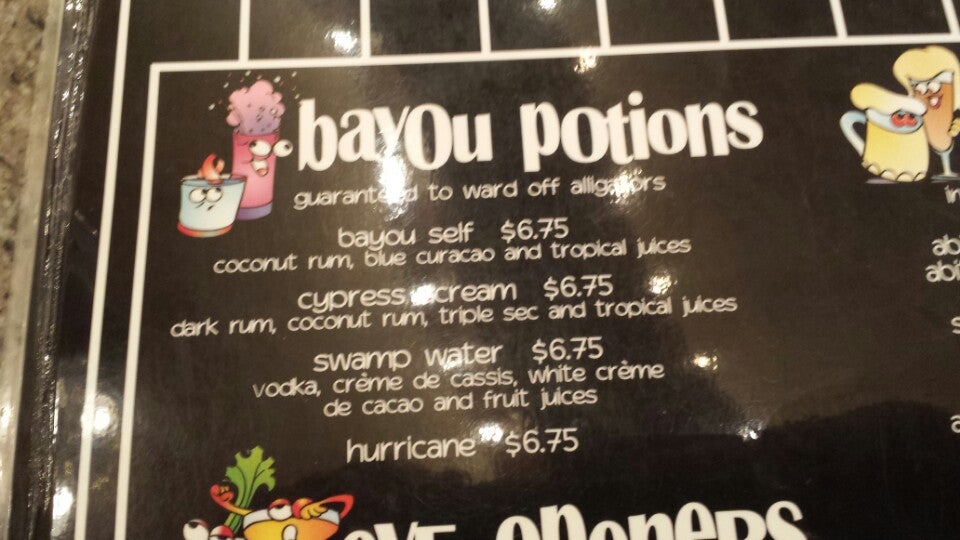 bayou potions
guaranteed to ward off alligators
bayou self $6.75
coconut rum, blue curacao and tropical juices
cypress cream $6.75
dark rum, coconut rum, triple sec and tropical juices
swamp water $6.75
vodka, crème de cassis, white crème
de cacao and fruit juices
hurricane $6.75
openers